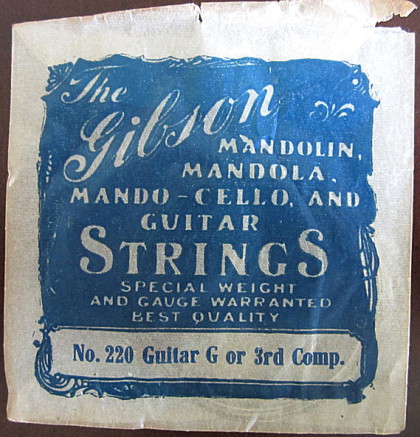 The
Gibson
MANDOLIN,
MANDOLA,
MANDO-CELLO, AND
GUITAR
STRINGS
SPECIAL WEIGHT
AND GAUGE WARRANTED
BEST QUALITY
No. 220 Guitar G or 3rd Comp.